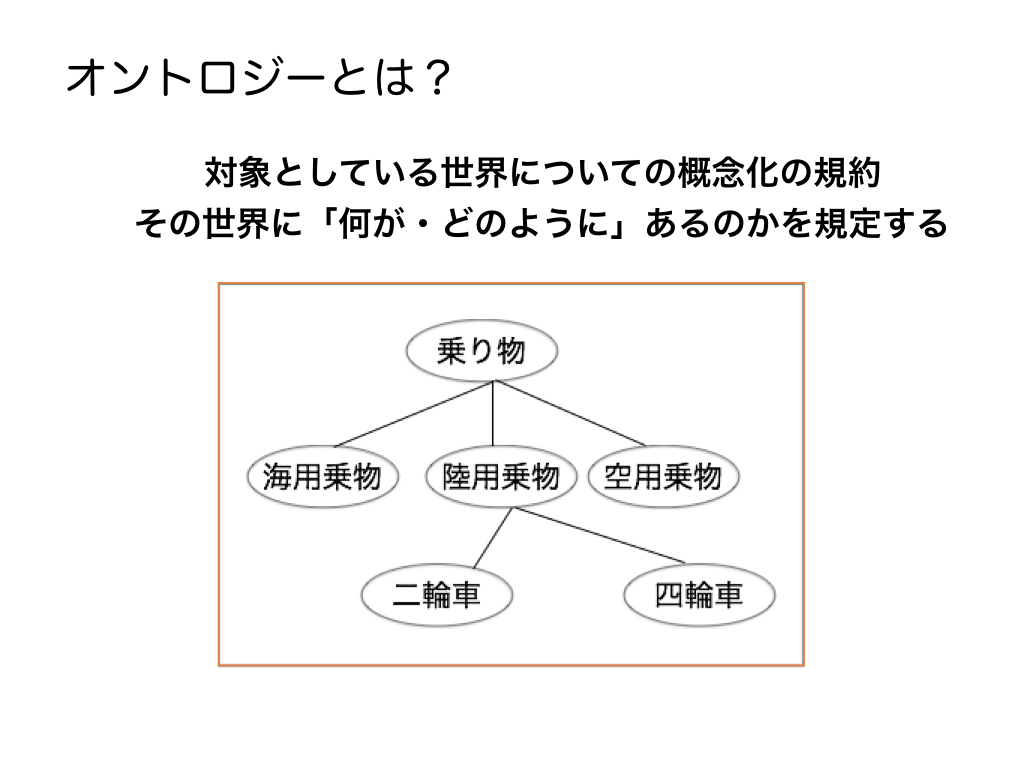 オントロジーとは？
対象としている世界についての概念化の規約
その世界に「何が・どのように」あるのかを規定する
乗り物
海用乗物 陸用乗物 空用乗物
二輪車 四輪車